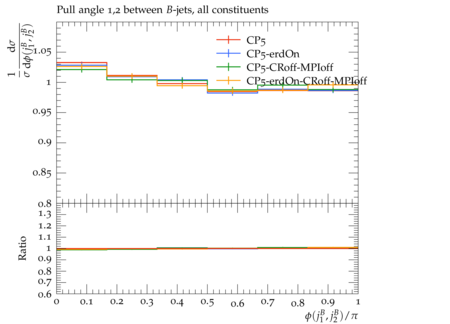 Pull angle 1,2 between B-jets, all constituents
1/σ dσ/dϕ(j₁ᴮ, j₂ᴮ)
CP5
CP5-erdOn
CP5-CRoff-MPIoff
CP5-erdOn-CRoff-MPIoff
1.05
1
0.95
0.9
0.85
0.8
Ratio
1.3
1.2
1.1
1
0.9
0.8
0.7
0.6
0 0.1 0.2 0.3 0.4 0.5 0.6 0.7 0.8 0.9 1
ϕ(j₁ᴮ, j₂ᴮ)/π